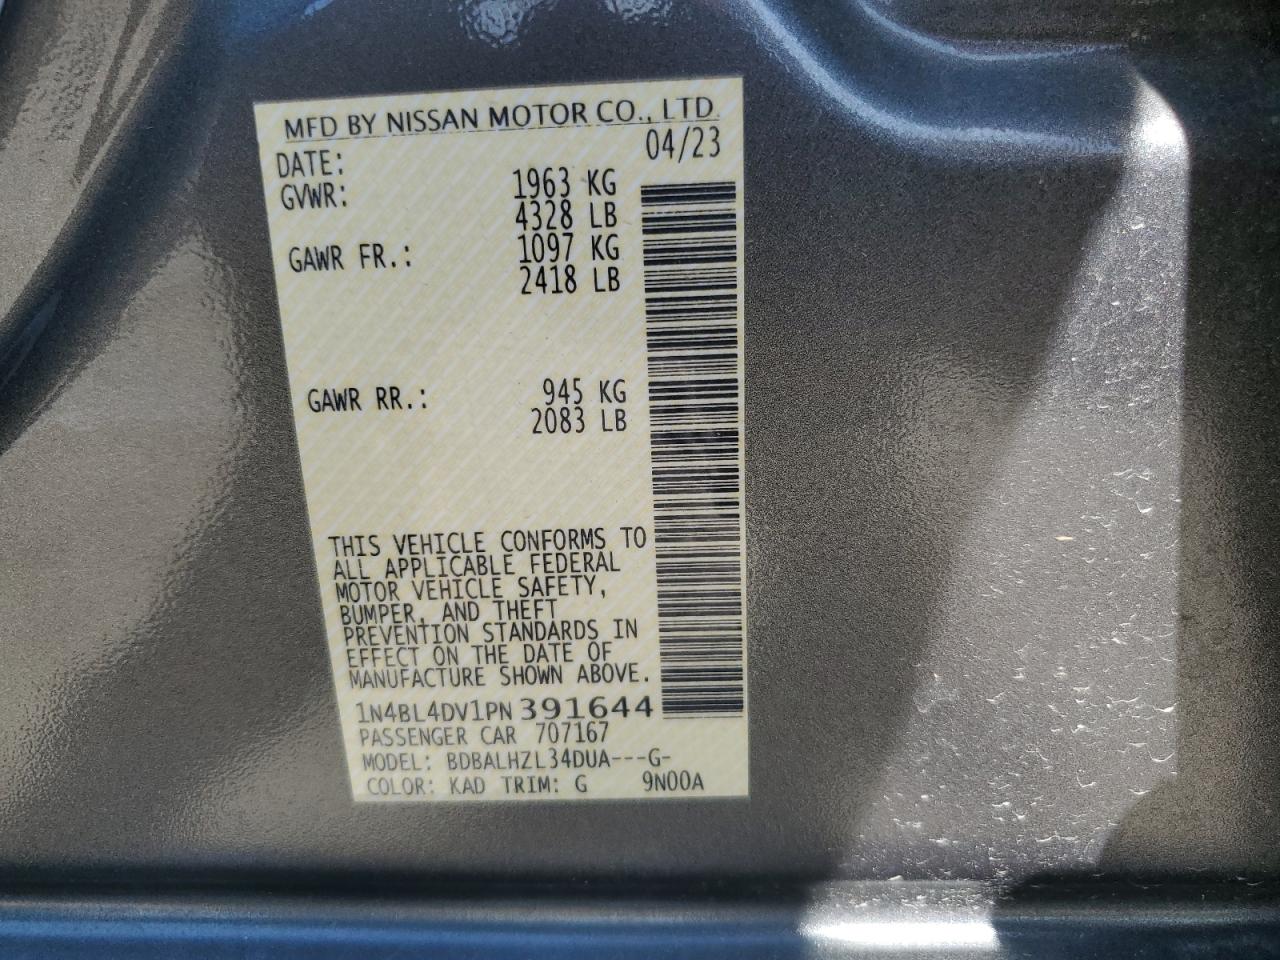 MFD BY NISSAN MOTOR CO., LTD.
DATE: 04/23
GVWR: 1963 KG
4328 LB
GAWR FR.: 1097 KG
2418 LB
GAWR RR.: 945 KG
2083 LB
THIS VEHICLE CONFORMS TO
ALL APPLICABLE FEDERAL
MOTOR VEHICLE SAFETY,
BUMPER, AND THEFT
PREVENTION STANDARDS IN
EFFECT ON THE DATE OF
MANUFACTURE SHOWN ABOVE.
1N4BL4DV1PN391644
PASSENGER CAR 707167
MODEL: BDBALHZL34DUA---G-
COLOR: KAD TRIM: G 9N00A